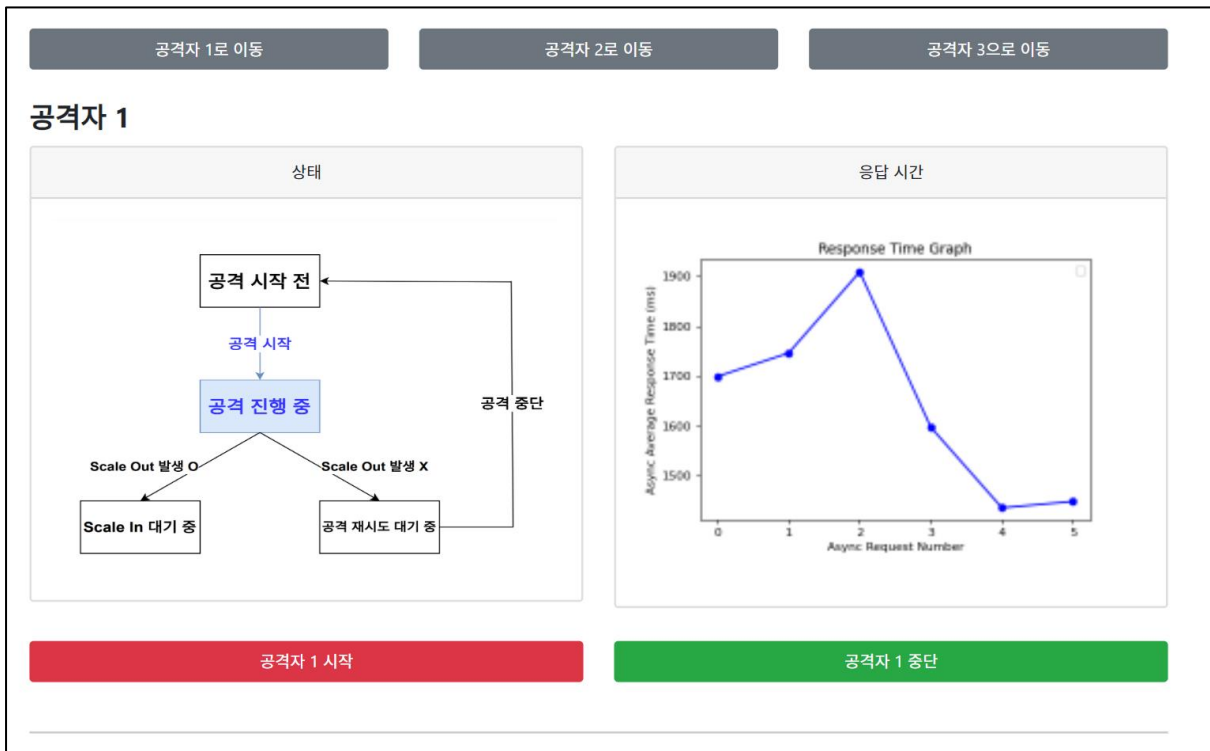 공격자 1로 이동
공격자 2로 이동
공격자 3으로 이동
공격자 1
상태
공격 시작 전
공격 시작
공격 진행 중
공격 중단
Scale Out 발생 O
Scale Out 발생 X
Scale In 대기 중
공격 재시도 대기 중
응답 시간
Response Time Graph
Async Average Response Time (ms)
1900
1800
1700
1600
1500
0 1 2 3 4 5
Async Request Number
공격자 1 시작
공격자 1 중단